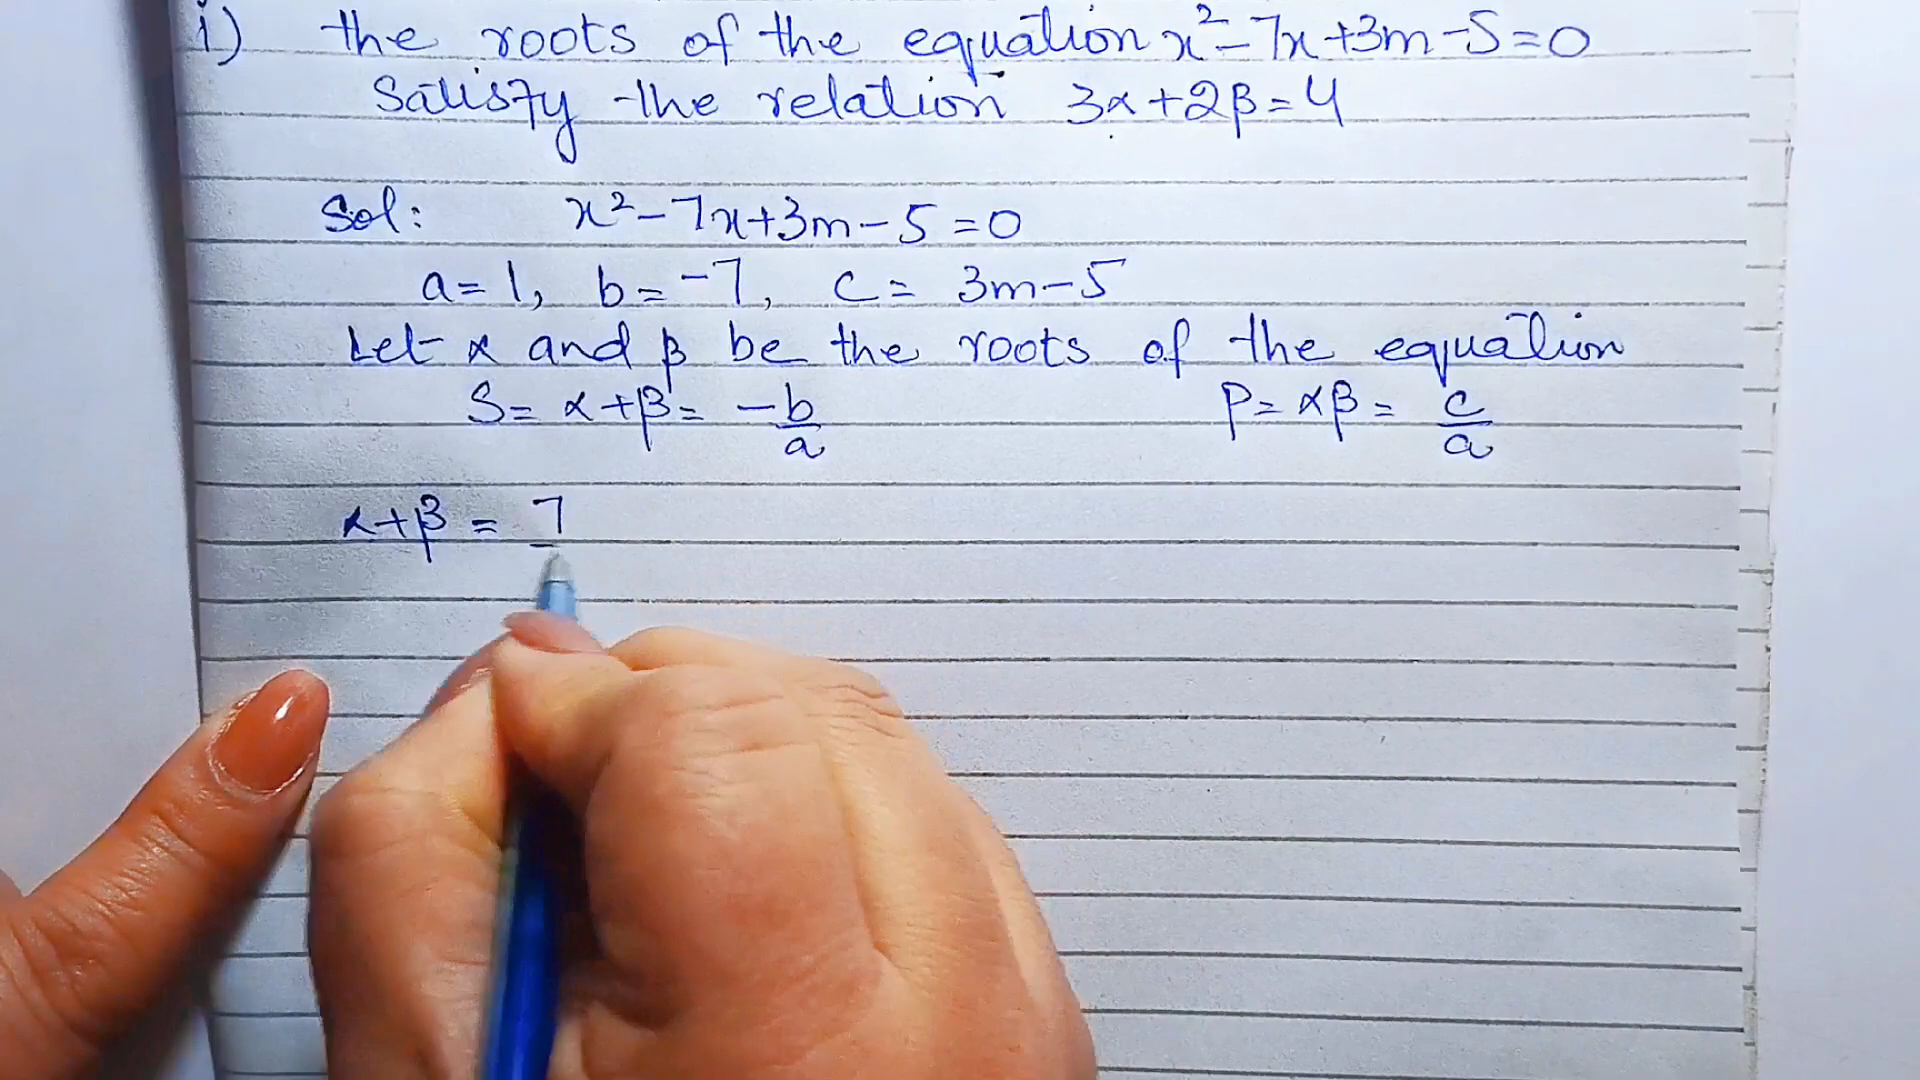 i) the roots of the equation x²-7x+3m-5=0
Satisfy the relation 3α+2β=4
Sol: x²-7x+3m-5=0
a=1, b=-7, c=3m-5
Let α and β be the roots of the equation
S=α+β=-b/a P=αβ=c/a
α+β=7